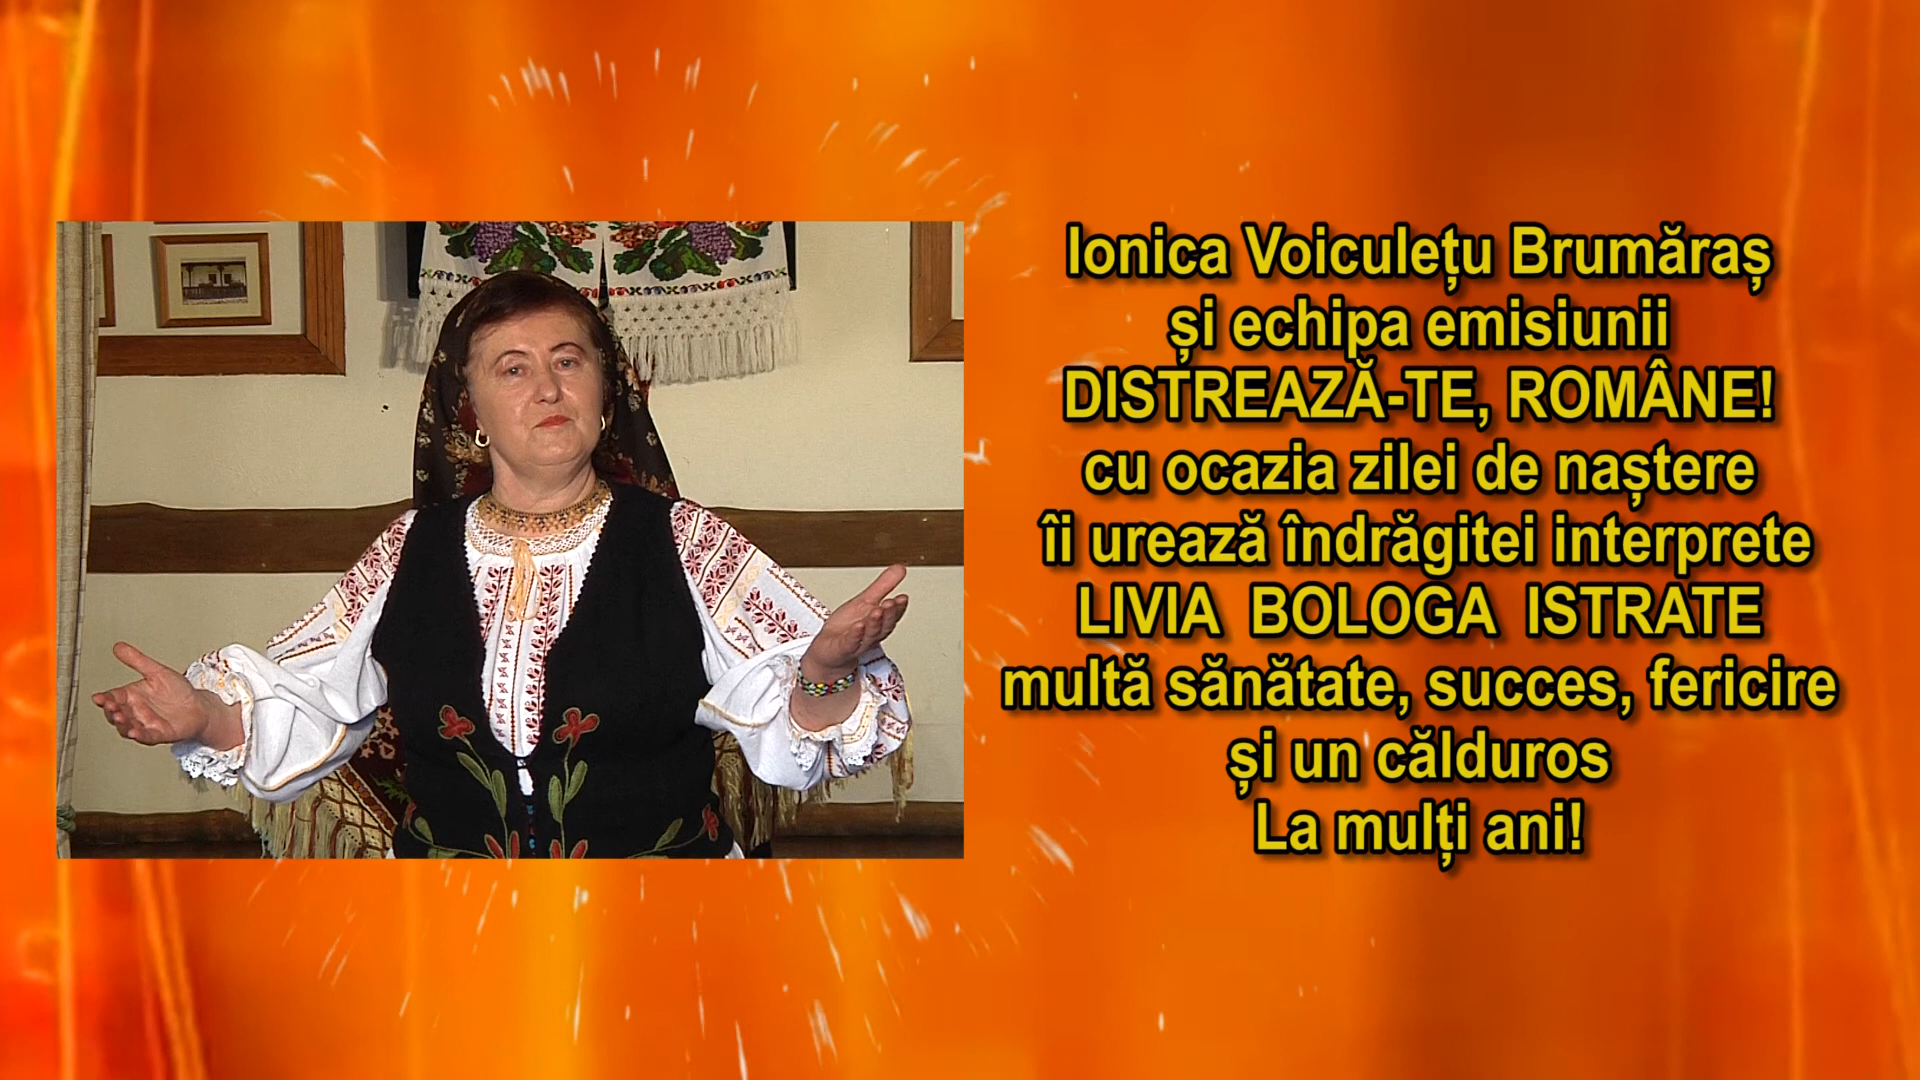 Ionica Voiculețu Brumăraș
și echipa emisiunii
DISTREAZĂ-TE, ROMÂNE!
cu ocazia zilei de naștere
îi urează îndrăgitei interprete
LIVIA BOLOGA ISTRATE
multă sănătate, succes, fericire
și un călduros
La mulți ani!